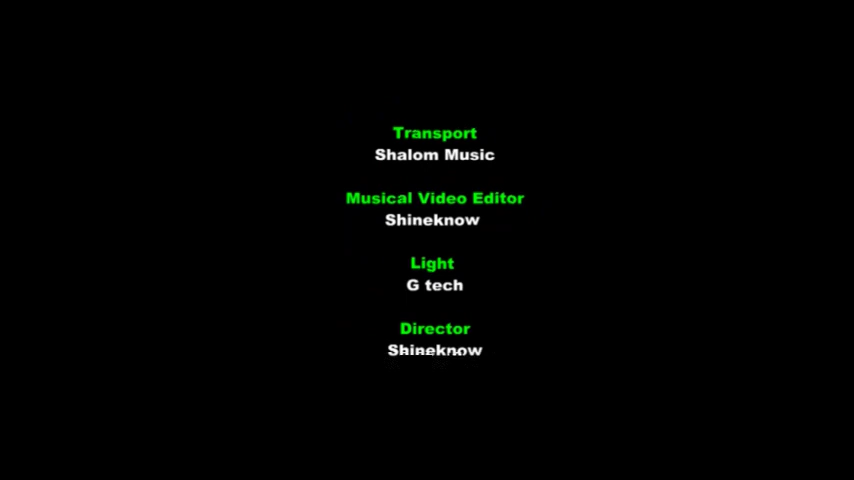 Transport
Shalom Music
Musical Video Editor
Shineknow
Light
G tech
Director
Shineknow